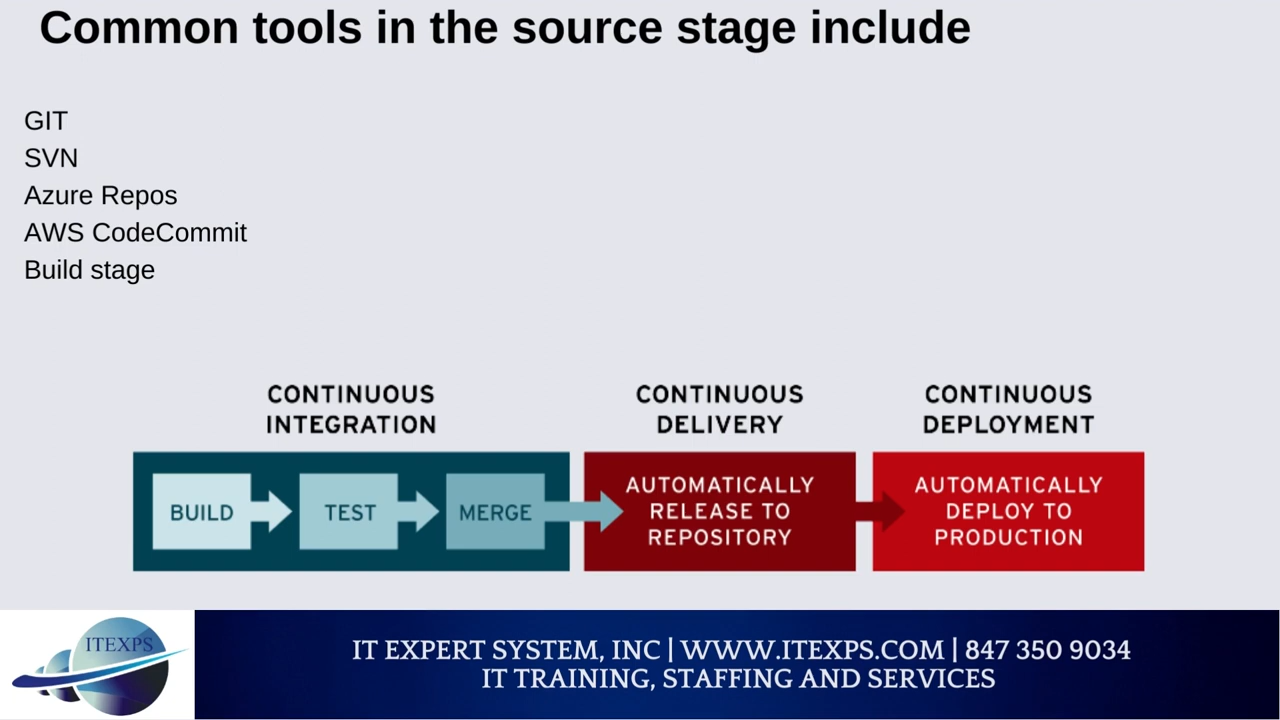 Common tools in the source stage include
GIT
SVN
Azure Repos
AWS CodeCommit
Build stage
CONTINUOUS
INTEGRATION
CONTINUOUS
DELIVERY
CONTINUOUS
DEPLOYMENT
BUILD
TEST
MERGE
AUTOMATICALLY
RELEASE TO
REPOSITORY
AUTOMATICALLY
DEPLOY TO
PRODUCTION
ITEXPS
IT EXPERT SYSTEM, INC | WWW.ITEXPS.COM | 847 350 9034
IT TRAINING, STAFFING AND SERVICES